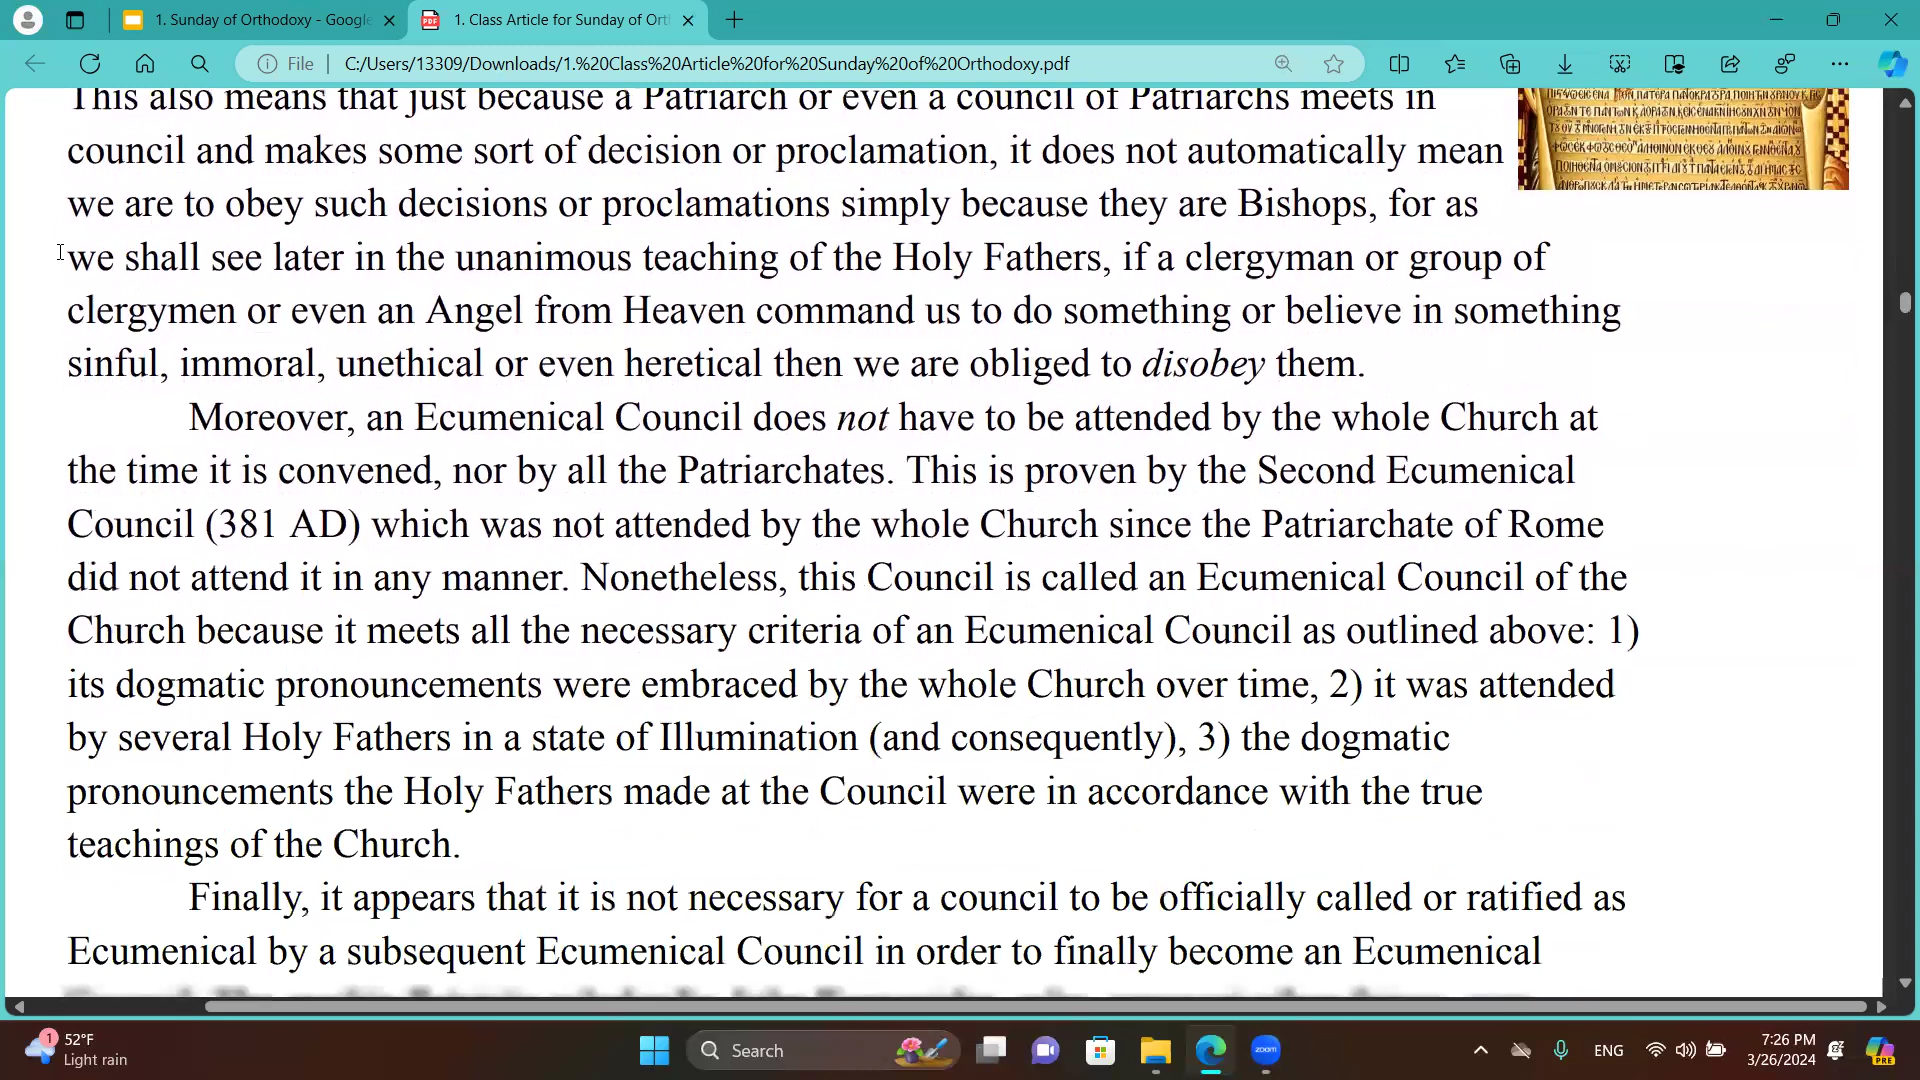 1. Sunday of Orthodoxy - Google
1. Class Article for Sunday of Ort
File
C:/Users/13309/Downloads/1.%20Class%20Article%20for%20Sunday%20of%20Orthodoxy.pdf
This also means that just because a Patriarch or even a council of Patriarchs meets in
council and makes some sort of decision or proclamation, it does not automatically mean
we are to obey such decisions or proclamations simply because they are Bishops, for as
we shall see later in the unanimous teaching of the Holy Fathers, if a clergyman or group of
clergymen or even an Angel from Heaven command us to do something or believe in something
sinful, immoral, unethical or even heretical then we are obliged to disobey them.
Moreover, an Ecumenical Council does not have to be attended by the whole Church at
the time it is convened, nor by all the Patriarchates. This is proven by the Second Ecumenical
Council (381 AD) which was not attended by the whole Church since the Patriarchate of Rome
did not attend it in any manner. Nonetheless, this Council is called an Ecumenical Council of the
Church because it meets all the necessary criteria of an Ecumenical Council as outlined above: 1)
its dogmatic pronouncements were embraced by the whole Church over time, 2) it was attended
by several Holy Fathers in a state of Illumination (and consequently), 3) the dogmatic
pronouncements the Holy Fathers made at the Council were in accordance with the true
teachings of the Church.
Finally, it appears that it is not necessary for a council to be officially called or ratified as
Ecumenical by a subsequent Ecumenical Council in order to finally become an Ecumenical
1
52°F
Light rain
Search
zoom
ENG
7:26 PM
3/26/2024
PRE